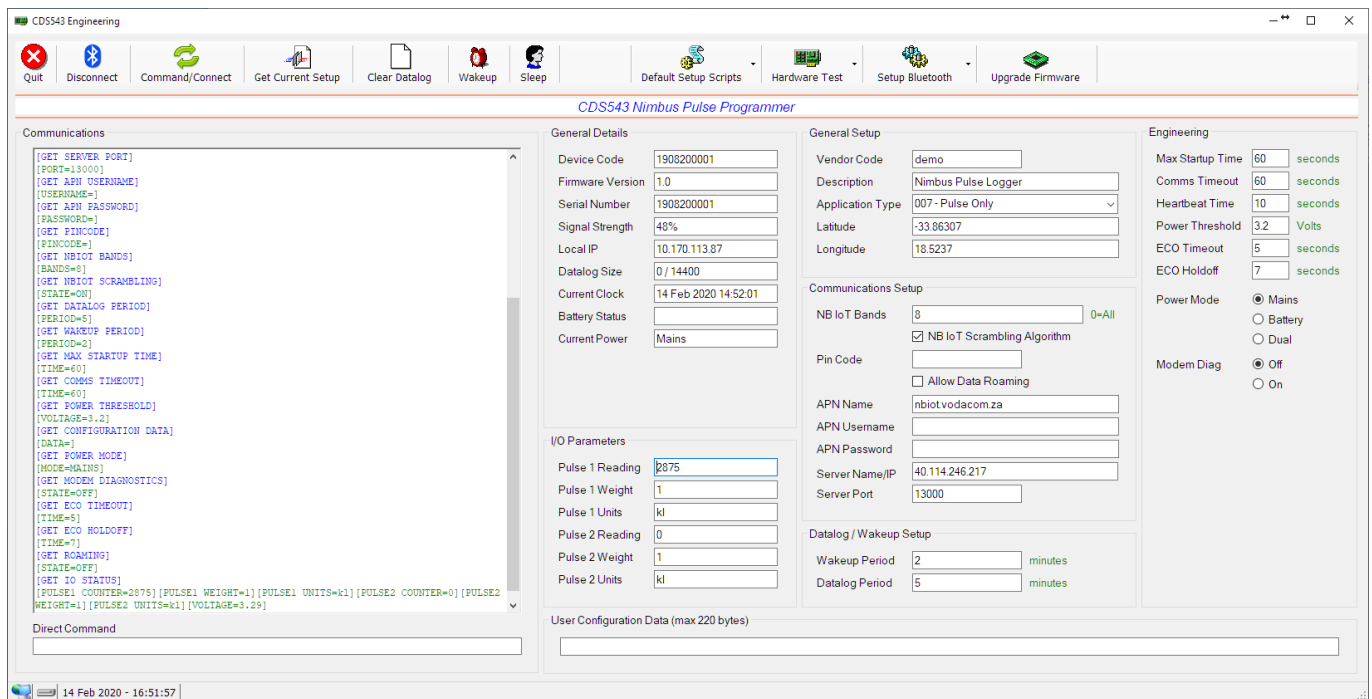 CDS543 Engineering
Quit
Disconnect
Command/Connect
Get Current Setup
Clear Datalog
Wakeup
Sleep
Default Setup Scripts
Hardware Test
Setup Bluetooth
Upgrade Firmware
CDS543 Nimbus Pulse Programmer
Communications
[GET SERVER PORT]
[PORT=13000]
[GET APN USERNAME]
[USERNAME=]
[GET APN PASSWORD]
[PASSWORD=]
[GET PINCODE]
[PINCODE=]
[GET NBIOT BANDS]
[BANDS=8]
[GET NBIOT SCRAMBLING]
[STATE=ON]
[GET DATALOG PERIOD]
[PERIOD=5]
[GET WAKEUP PERIOD]
[PERIOD=2]
[GET MAX STARTUP TIME]
[TIME=60]
[GET COMMS TIMEOUT]
[TIME=60]
[GET POWER THRESHOLD]
[VOLTAGE=3.2]
[GET CONFIGURATION DATA]
[DATA=]
[GET POWER MODE]
[MODE=MAINS]
[GET MODEM DIAGNOSTICS]
[STATE=OFF]
[GET ECO TIMEOUT]
[TIME=5]
[GET ECO HOLDOFF]
[TIME=7]
[GET ROAMING]
[STATE=OFF]
[GET IO STATUS]
[PULSE1 COUNTER=2875][PULSE1 WEIGHT=1][PULSE1 UNITS=kl][PULSE2 COUNTER=0][PULSE2
WEIGHT=1][PULSE2 UNITS=kl][VOLTAGE=3.29]
Direct Command
General Details
Device Code 1908200001
Firmware Version 1.0
Serial Number 1908200001
Signal Strength 48%
Local IP 10.170.113.87
Datalog Size 0 / 14400
Current Clock 14 Feb 2020 14:52:01
Battery Status
Current Power Mains
I/O Parameters
Pulse 1 Reading 2875
Pulse 1 Weight 1
Pulse 1 Units kl
Pulse 2 Reading 0
Pulse 2 Weight 1
Pulse 2 Units kl
General Setup
Vendor Code demo
Description Nimbus Pulse Logger
Application Type 007 - Pulse Only
Latitude -33.86307
Longitude 18.5237
Communications Setup
NB IoT Bands 8 0=All
NB IoT Scrambling Algorithm
Pin Code
Allow Data Roaming
APN Name nbiot.vodacom.za
APN Username
APN Password
Server Name/IP 40.114.246.217
Server Port 13000
Datalog / Wakeup Setup
Wakeup Period 2 minutes
Datalog Period 5 minutes
Engineering
Max Startup Time 60 seconds
Comms Timeout 60 seconds
Heartbeat Time 10 seconds
Power Threshold 3.2 Volts
ECO Timeout 5 seconds
ECO Holdoff 7 seconds
Power Mode Mains
Battery
Dual
Modem Diag Off
On
User Configuration Data (max 220 bytes)
14 Feb 2020 - 16:51:57